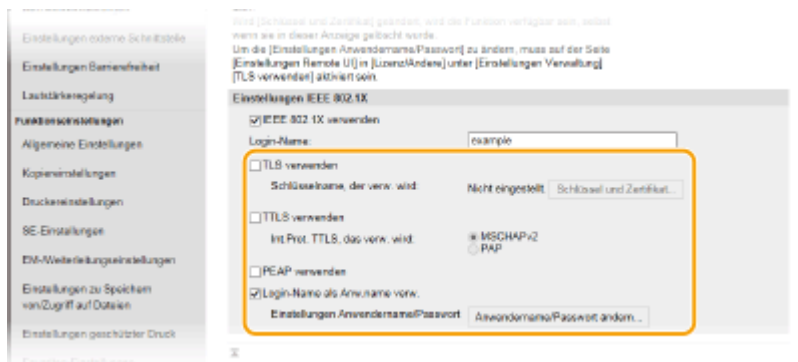 Einstellungen externe Schnittstelle
Einstellungen Barrierefreiheit
Lautstärkeregelung
Funktionseinstellungen
Allgemeine Einstellungen
Kopiereinstellungen
Druckereinstellungen
SE-Einstellungen
EM-/Weiterleitungseinstellungen
Einstellungen zu Speichern
von/Zugriff auf Dateien
Einstellungen geschützter Druck
Wird [Schlüssel und Zertifikat] geändert, wird die Funktion verfügbar sein, sobald
wenn sie in dieser Anzeige gelöscht wurde.
Um die [Einstellungen Anwendername/Passwort] zu ändern, muss auf der Seite
[Einstellungen Remote UI] in [Lizenz/Andere] unter [Einstellungen Verwaltung]
[TLS verwenden] aktiviert sein.
Einstellungen IEEE 802.1X
IEEE 802.1X verwenden
Login-Name: example
TLS verwenden
Schlüsselname, der verw. wird: Nicht eingestellt Schlüssel und Zertifikat...
TTLS verwenden
Int.Prot. TTLS, das verw. wird: MSCHAPv2
PAP
PEAP verwenden
Login-Name als Anw.name verw.
Einstellungen Anwendername/Passwort Anwendername/Passwort ändern...